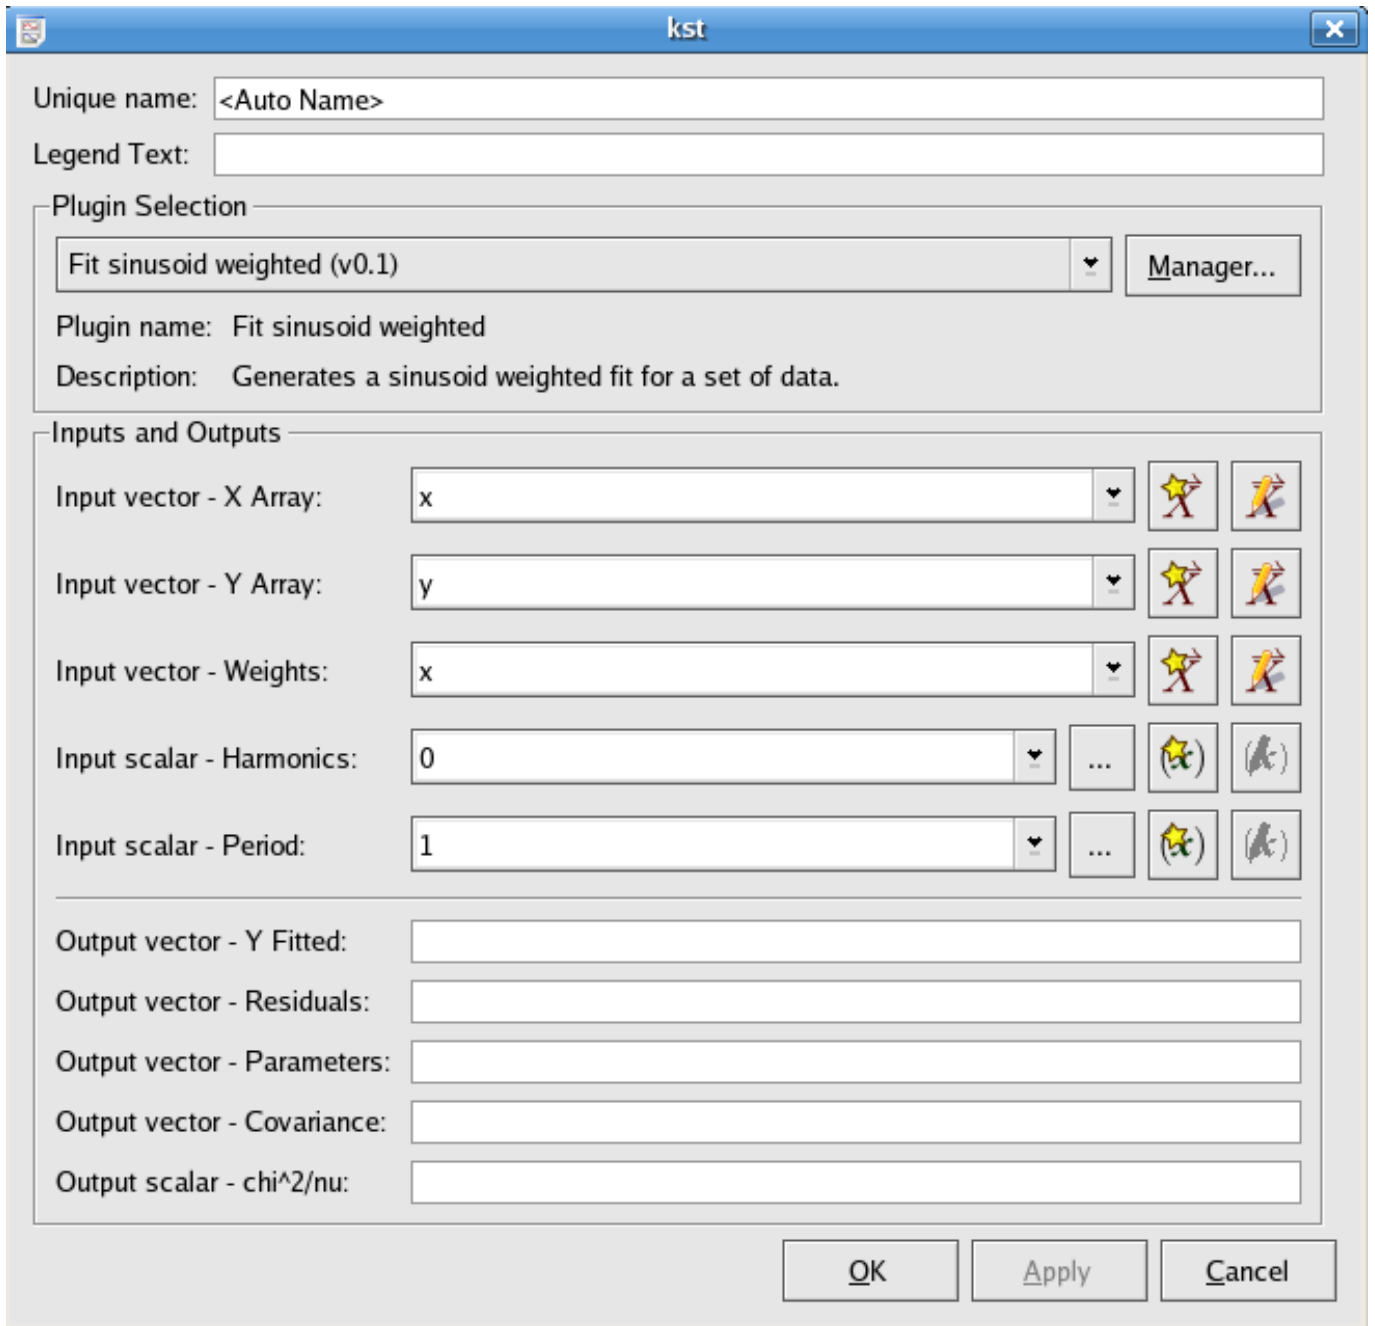 kst
Unique name: <Auto Name>
Legend Text:
Plugin Selection
Fit sinusoid weighted (v0.1) Manager...
Plugin name: Fit sinusoid weighted
Description: Generates a sinusoid weighted fit for a set of data.
Inputs and Outputs
Input vector - X Array: x
Input vector - Y Array: y
Input vector - Weights: x
Input scalar - Harmonics: 0 ...
Input scalar - Period: 1 ...
Output vector - Y Fitted:
Output vector - Residuals:
Output vector - Parameters:
Output vector - Covariance:
Output scalar - chi^2/nu:
OK Apply Cancel